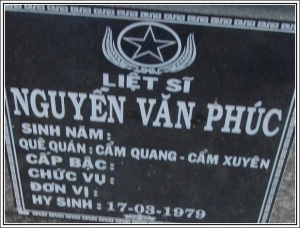 LIỆT SĨ
NGUYỄN VĂN PHÚC
SINH NĂM :
QUÊ QUÁN : CẨM QUANG - CẨM XUYÊN
CẤP BẬC :
CHỨC VỤ :
ĐƠN VỊ :
HY SINH : 17-03-1979